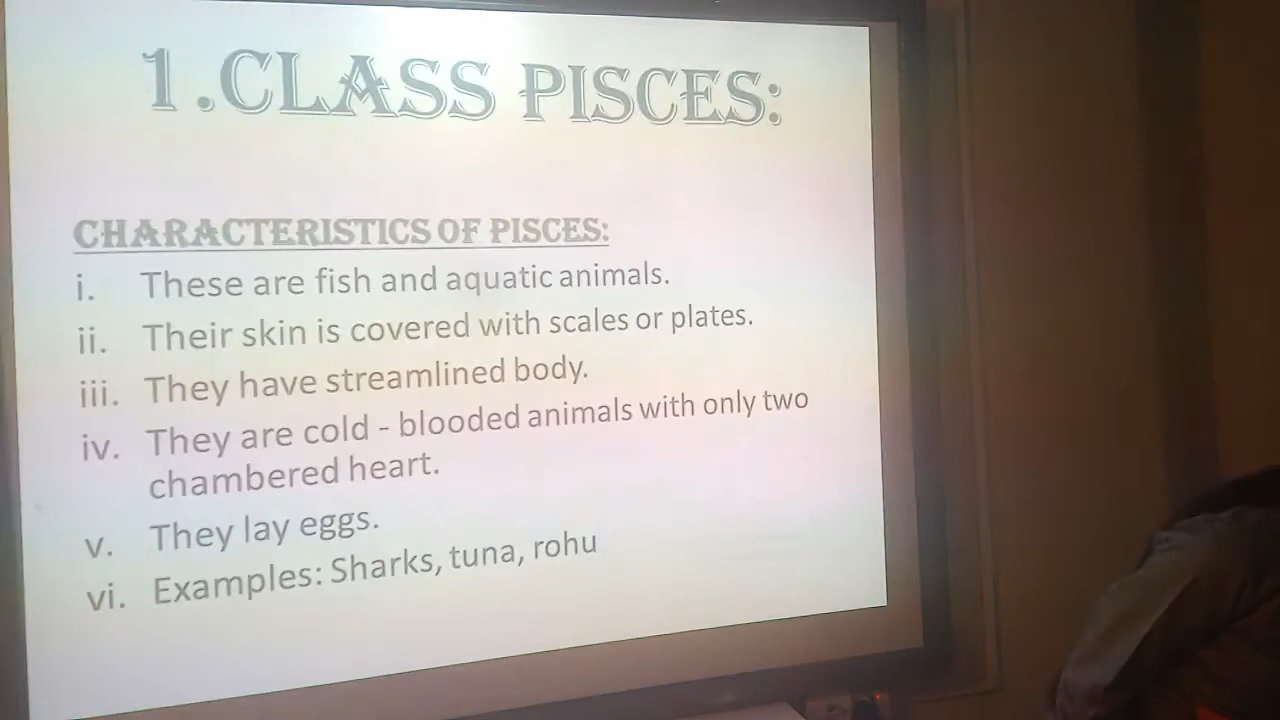 1.CLASS PISCES:
CHARACTERISTICS OF PISCES:
i. These are fish and aquatic animals.
ii. Their skin is covered with scales or plates.
iii. They have streamlined body.
iv. They are cold - blooded animals with only two
chambered heart.
v. They lay eggs.
vi. Examples: Sharks, tuna, rohu